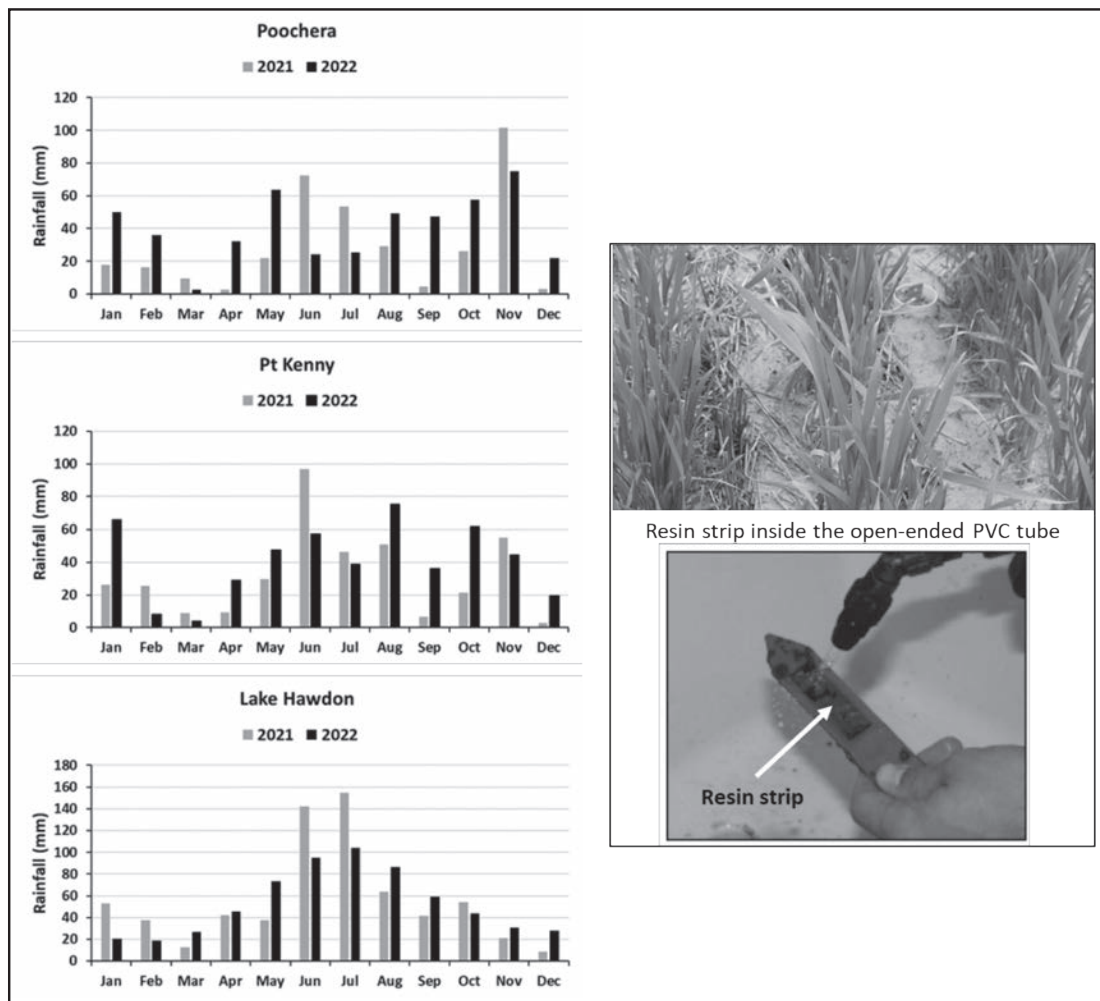 Poochera
2021 2022
Rainfall (mm)
120
100
80
60
40
20
0
Jan Feb Mar Apr May Jun Jul Aug Sep Oct Nov Dec
Pt Kenny
2021 2022
Rainfall (mm)
120
100
80
60
40
20
0
Jan Feb Mar Apr May Jun Jul Aug Sep Oct Nov Dec
Lake Hawdon
2021 2022
Rainfall (mm)
180
160
140
120
100
80
60
40
20
0
Jan Feb Mar Apr May Jun Jul Aug Sep Oct Nov Dec
Resin strip inside the open-ended PVC tube
Resin strip